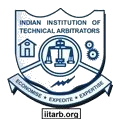 INDIAN INSTITUTION OF
TECHNICAL ARBITRATORS
ECONOMISE • EXPEDITE • EXPERTISE
iitarb.org